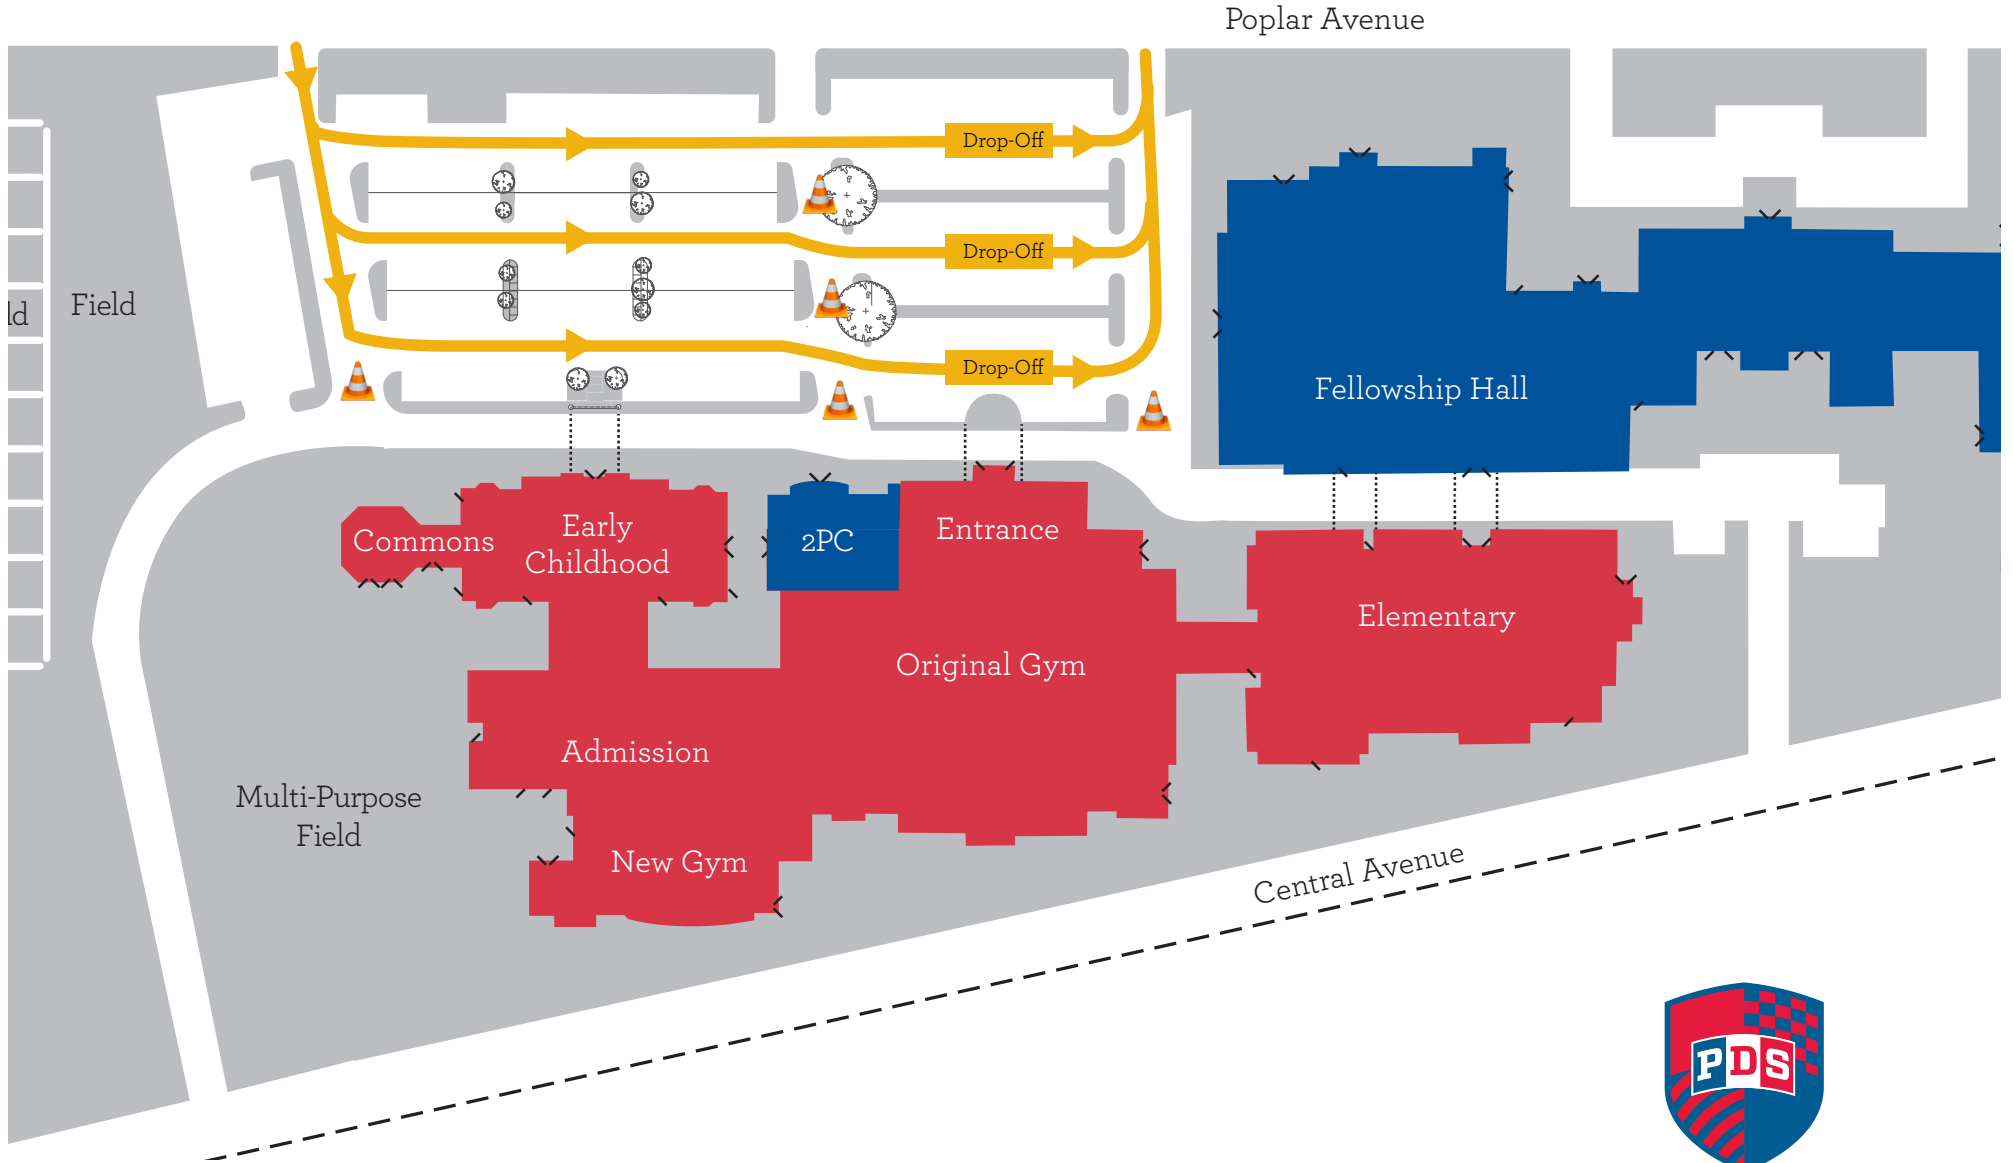 Poplar Avenue
Drop-Off
Drop-Off
Field
ld
Drop-Off
Fellowship Hall
Early
Childhood
Commons
2PC
Entrance
Elementary
Original Gym
Admission
Multi-Purpose
Field
New Gym
Central Avenue
PDS